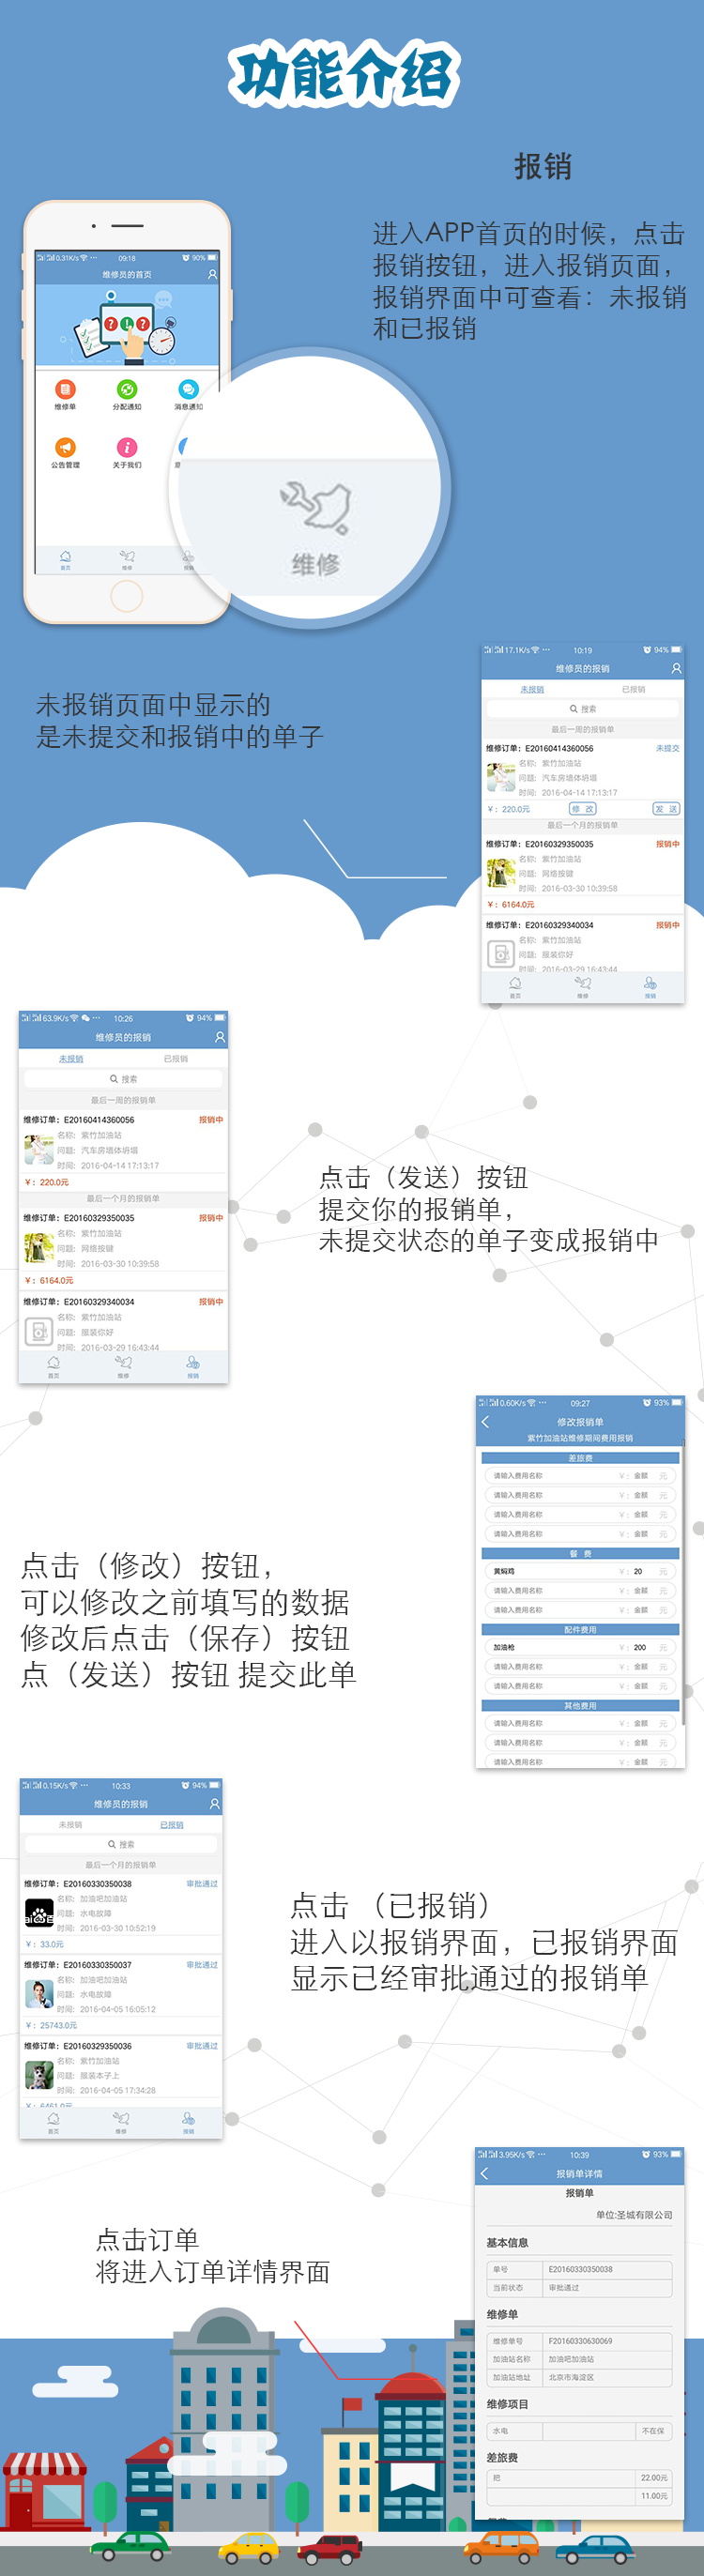 功能介绍
报销
进入APP首页的时候，点击
报销按钮，进入报销页面，
报销界面中可查看：未报销
和已报销
0.31K/s ··· 09:18 90%
维修员的首页
维修单 分配通知 消息通知
公告管理 关于我们
首页 维修
维修
未报销页面中显示的
是未提交和报销中的单子
17.1K/s ··· 10:19 94%
维修员的报销
未报销 已报销
搜索
最后一周的报销单
维修订单：E20160414360056 未提交
名称：紫竹加油站
问题：汽车房墙体坍塌
时间：2016-04-14 17:13:17
¥：220.0元 修 改 发 送
最后一个月的报销单
维修订单：E20160329350035 报销中
名称：紫竹加油站
问题：网络按键
时间：2016-03-30 10:39:58
¥：6164.0元
维修订单：E20160329340034 报销中
名称：紫竹加油站
问题：服装你好
时间：2016-03-29 16:43:44
首页 维修 报销
63.9K/s ··· 10:26 94%
维修员的报销
未报销 已报销
搜索
最后一周的报销单
维修订单：E20160414360056 报销中
名称：紫竹加油站
问题：汽车房墙体坍塌
时间：2016-04-14 17:13:17
¥：220.0元
最后一个月的报销单
维修订单：E20160329350035 报销中
名称：紫竹加油站
问题：网络按键
时间：2016-03-30 10:39:58
¥：6164.0元
维修订单：E20160329340034 报销中
名称：紫竹加油站
问题：服装你好
时间：2016-03-29 16:43:44
首页 维修 报销
点击（发送）按钮
提交你的报销单，
未提交状态的单子变成报销中
0.60K/s ··· 09:27 93%
修改报销单
紫竹加油站维修期间费用报销
差旅费
请输入费用名称 ¥：金额 元
请输入费用名称 ¥：金额 元
请输入费用名称 ¥：金额 元
请输入费用名称 ¥：金额 元
餐 费
黄焖鸡 ¥：20 元
请输入费用名称 ¥：金额 元
请输入费用名称 ¥：金额 元
配件费用
加油枪 ¥：200 元
请输入费用名称 ¥：金额 元
请输入费用名称 ¥：金额 元
其他费用
请输入费用名称 ¥：金额 元
请输入费用名称 ¥：金额 元
请输入费用名称 ¥：金额 元
点击（修改）按钮，
可以修改之前填写的数据
修改后点击（保存）按钮
点（发送）按钮 提交此单
0.15K/s ··· 10:33 94%
维修员的报销
未报销 已报销
搜索
最后一个月的报销单
维修订单：E20160330350038 审批通过
名称：加油吧加油站
问题：水电故障
时间：2016-03-30 10:52:19
¥：33.0元
维修订单：E20160330350037 审批通过
名称：加油吧加油站
问题：水电故障
时间：2016-04-05 16:05:12
¥：25743.0元
维修订单：E20160329350036 审批通过
名称：紫竹加油站
问题：服装本子上
时间：2016-04-05 17:34:28
¥：6461.0元
首页 维修 报销
点击 （已报销）
进入以报销界面，已报销界面
显示已经审批通过的报销单
点击订单
将进入订单详情界面
3.95K/s ··· 10:39 93%
报销单详情
报销单
单位:圣城有限公司
基本信息
单号 E20160330350038
当前状态 审批通过
维修单
维修单号 F20160330630069
加油站名称 加油吧加油站
加油站地址 北京市海淀区
维修项目
水电 不在保
差旅费
把 22.00元
11.00元